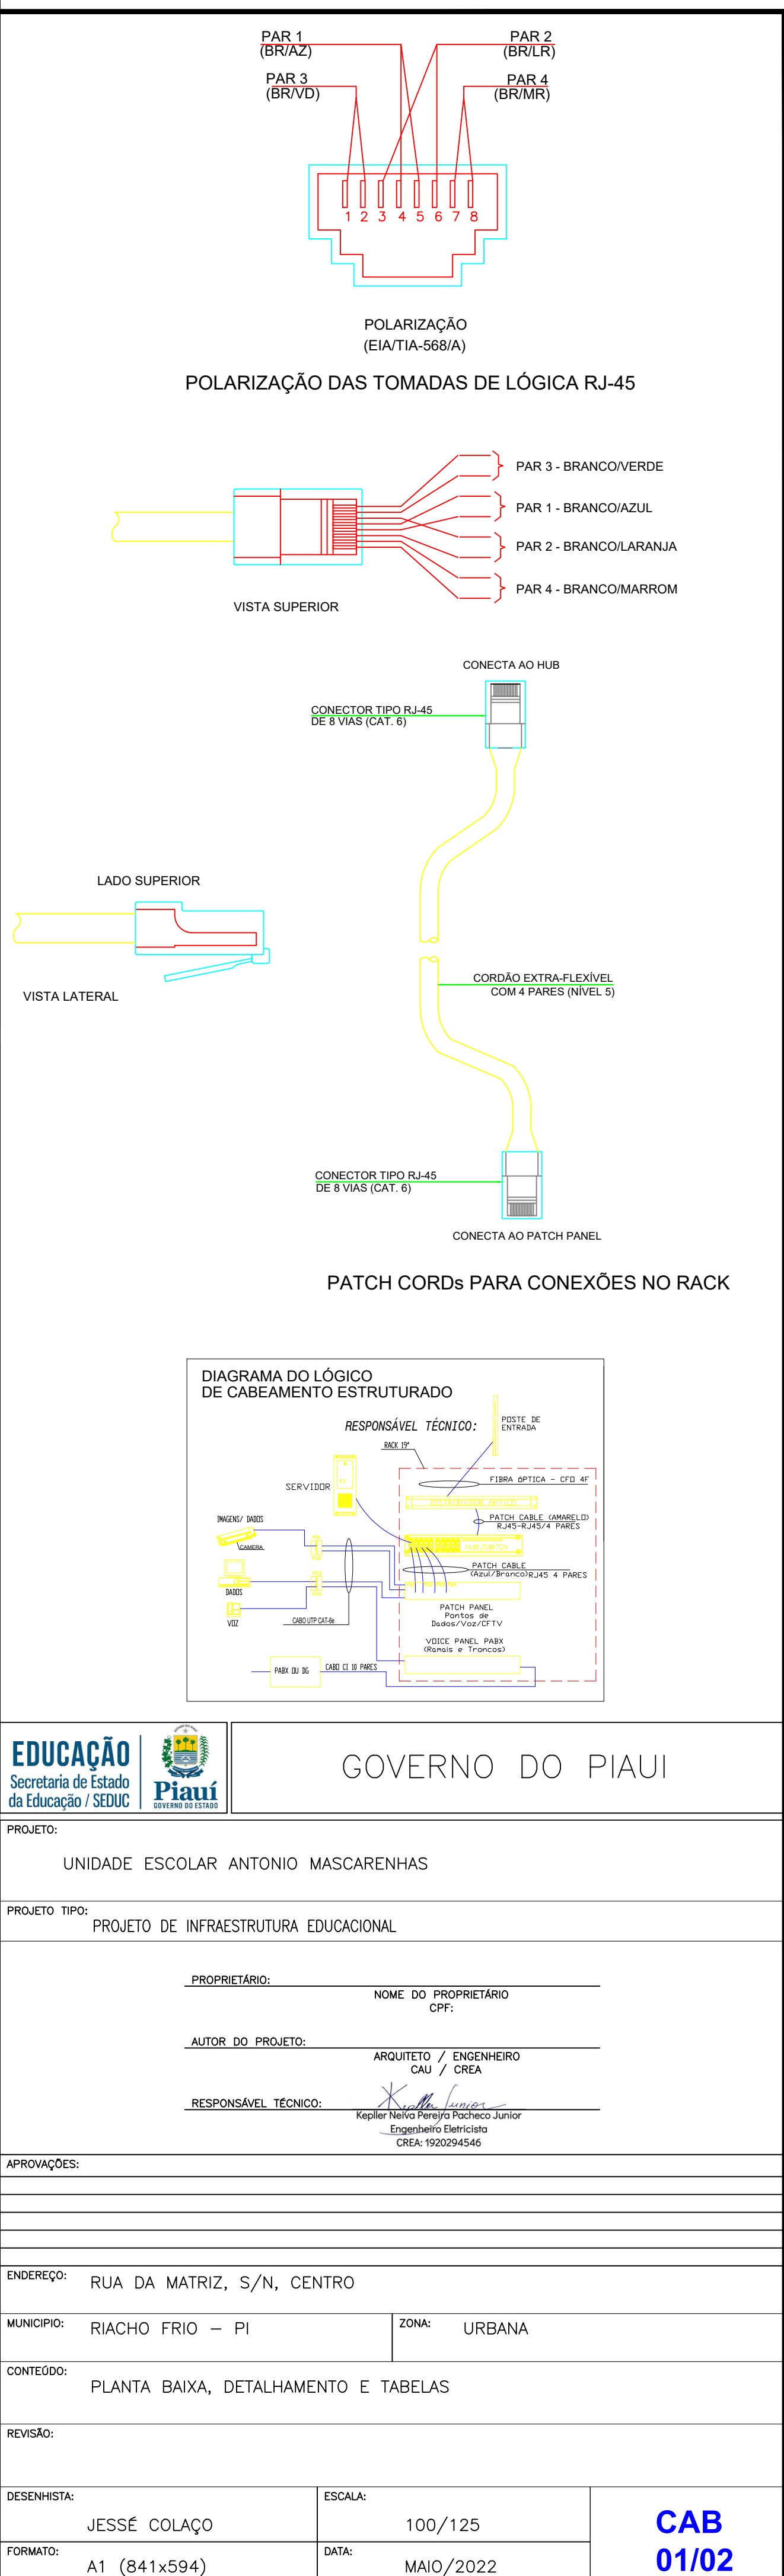 PAR 1
(BR/AZ)
PAR 2
(BR/LR)
PAR 3
(BR/VD)
PAR 4
(BR/MR)
1 2 3 4 5 6 7 8
POLARIZAÇÃO
(EIA/TIA-568/A)
POLARIZAÇÃO DAS TOMADAS DE LÓGICA RJ-45
PAR 3 - BRANCO/VERDE
PAR 1 - BRANCO/AZUL
PAR 2 - BRANCO/LARANJA
PAR 4 - BRANCO/MARROM
VISTA SUPERIOR
CONECTA AO HUB
CONECTOR TIPO RJ-45
DE 8 VIAS (CAT. 6)
LADO SUPERIOR
VISTA LATERAL
CORDÃO EXTRA-FLEXÍVEL
COM 4 PARES (NÍVEL 5)
CONECTOR TIPO RJ-45
DE 8 VIAS (CAT. 6)
CONECTA AO PATCH PANEL
PATCH CORDs PARA CONEXÕES NO RACK
DIAGRAMA DO LÓGICO
DE CABEAMENTO ESTRUTURADO
RESPONSÁVEL TÉCNICO:
POSTE DE
ENTRADA
RACK 19"
SERVIDOR
FIBRA ÓPTICA - CFO 4F
DISTRIBUIDOR ÓPTICO
PATCH CABLE (AMARELO)
RJ45-RJ45/4 PARES
IMAGENS/ DADOS
CAMERA
HUB/SWITCH
PATCH CABLE
(Azul/Branco)RJ45 4 PARES
DADOS
VOZ
CABO UTP CAT-6e
PATCH PANEL
Pontos de
Dados/Voz/CFTV
VOICE PANEL PABX
(Ramais e Troncos)
PABX OU DG
CABO CI 10 PARES
EDUCAÇÃO
Secretaria de Estado
da Educação / SEDUC
Piauí
GOVERNO DO ESTADO
GOVERNO DO PIAUI
PROJETO:
UNIDADE ESCOLAR ANTONIO MASCARENHAS
PROJETO TIPO:
PROJETO DE INFRAESTRUTURA EDUCACIONAL
PROPRIETÁRIO:
NOME DO PROPRIETÁRIO
CPF:
AUTOR DO PROJETO:
ARQUITETO / ENGENHEIRO
CAU / CREA
RESPONSÁVEL TÉCNICO:
Kepller Junior
Kepller Neiva Pereira Pacheco Junior
Engenheiro Eletricista
CREA: 1920294546
APROVAÇÕES:
ENDEREÇO:
RUA DA MATRIZ, S/N, CENTRO
MUNICIPIO:
RIACHO FRIO - PI
ZONA:
URBANA
CONTEÚDO:
PLANTA BAIXA, DETALHAMENTO E TABELAS
REVISÃO:
DESENHISTA:
JESSÉ COLAÇO
ESCALA:
100/125
CAB
01/02
FORMATO:
A1 (841x594)
DATA:
MAIO/2022